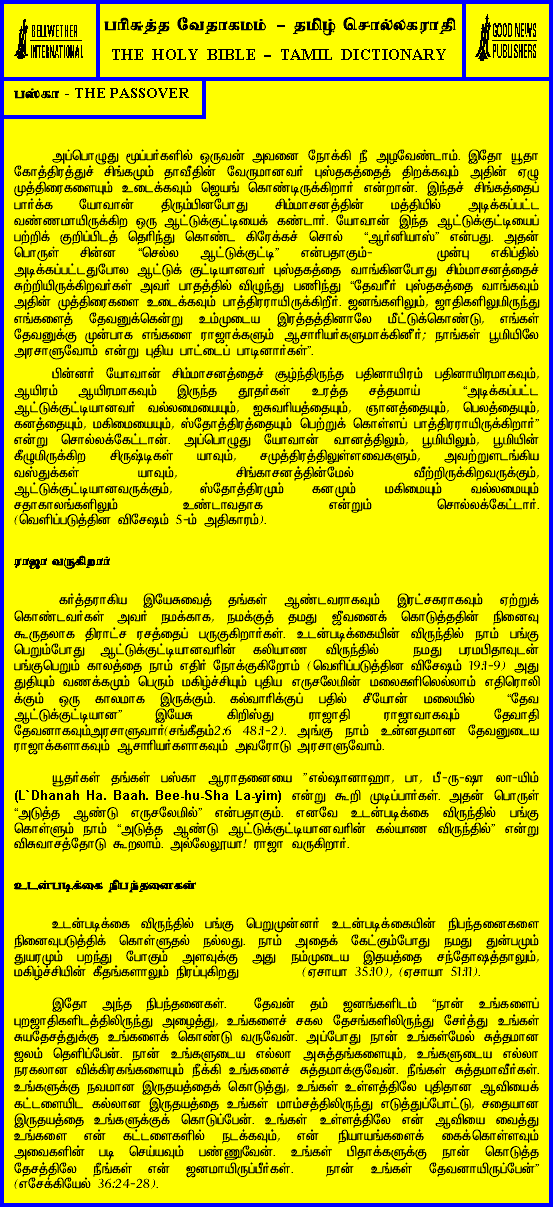 BELLWETHER
INTERNATIONAL
பரிசுத்த வேதாகமம் – தமிழ் சொல்லகராதி
THE HOLY BIBLE – TAMIL DICTIONARY
GOOD NEWS
PUBLISHERS
பஸ்கா - THE PASSOVER
அப்பொழுது மூப்பர்களில் ஒருவன் அவனை நோக்கி நீ அழவேண்டாம். இதோ யூதா
கோத்திரத்துச் சிங்கமும் தாவீதின் வேருமானவர் புஸ்தகத்தைத் திறக்கவும் அதின் ஏழு
முத்திரைகளையும் உடைக்கவும் ஜெயங் கொண்டிருக்கிறார் என்றான். இந்தச் சிங்கத்தைப்
பார்க்க யோவான் திரும்பினபோது சிம்மாசனத்தின் மத்தியில் அடிக்கப்பட்ட
வண்ணமாயிருக்கிற ஒரு ஆட்டுக்குட்டியைக் கண்டார். யோவான் இந்த ஆட்டுக்குட்டியைப்
பற்றிக் குறிப்பிடத் தெரிந்து கொண்ட கிரேக்கச் சொல் “ஆர்னியாஸ்” என்பது. அதன்
பொருள் சின்ன “செல்ல ஆட்டுக்குட்டி” என்பதாகும்- முன்பு எகிப்தில்
அடிக்கப்பட்டதுபோல ஆட்டுக் குட்டியானவர் புஸ்தகத்தை வாங்கினபோது சிம்மாசனத்தைச்
சுற்றியிருக்கிறவர்கள் அவர் பாதத்தில் விழுந்து பணிந்து “தேவரீர் புஸ்தகத்தை வாங்கவும்
அதின் முத்திரைகளை உடைக்கவும் பாத்திரராயிருக்கிறீர். ஜனங்களிலும், ஜாதிகளிலுமிருந்து
எங்களைத் தேவனுக்கென்று உம்முடைய இரத்தத்தினாலே மீட்டுக்கொண்டு, எங்கள்
தேவனுக்கு முன்பாக எங்களை ராஜாக்களும் ஆசாரியர்களுமாக்கினீர்; நாங்கள் பூமியிலே
அரசாளுவோம் என்று புதிய பாட்டைப் பாடினார்கள்”.
பின்னர் யோவான் சிம்மாசனத்தைச் சூழ்ந்திருந்த பதினாயிரம் பதினாயிரமாகவும்,
ஆயிரம் ஆயிரமாகவும் இருந்த தூதர்கள் உரத்த சத்தமாய் “அடிக்கப்பட்ட
ஆட்டுக்குட்டியானவர் வல்லமையையும், ஐசுவரியத்தையும், ஞானத்தையும், பெலத்தையும்,
கனத்தையும், மகிமையையும், ஸ்தோத்திரத்தையும் பெற்றுக் கொள்ளப் பாத்திரராயிருக்கிறார்”
என்று சொல்லக்கேட்டான். அப்பொழுது யோவான் வானத்திலும், பூமியிலும், பூமியின்
கீழுமிருக்கிற சிருஷ்டிகள் யாவும், சமுத்திரத்திலுள்ளவைகளும், அவற்றுளடங்கிய
வஸ்துக்கள் யாவும், சிங்காசனத்தின்மேல் வீற்றிருக்கிறவருக்கும்,
ஆட்டுக்குட்டியானவருக்கும், ஸ்தோத்திரமும் கனமும் மகிமையும் வல்லமையும்
சதாகாலங்களிலும் உண்டாவதாக என்றும் சொல்லக்கேட்டார்.
(வெளிப்படுத்தின விசேஷம் 5-ம் அதிகாரம்).
ராஜா வருகிறார்
கர்த்தராகிய இயேசுவைத் தங்கள் ஆண்டவராகவும் இரட்சகராகவும் ஏற்றுக்
கொண்டவர்கள் அவர் நமக்காக, நமக்குத் தமது ஜீவனைக் கொடுத்ததின் நினைவு
கூருதலாக திராட்ச ரசத்தைப் பருகுகிறார்கள். உடன்படிக்கையின் விருந்தில் நாம் பங்கு
பெறும்போது ஆட்டுக்குட்டியானவரின் கலியாண விருந்தில் நமது பரமபிதாவுடன்
பங்குபெறும் காலத்தை நாம் எதிர் நோக்குகிறோம் (வெளிப்படுத்தின விசேஷம் 19:1-9) அது
துதியும் வணக்கமும் பெரும் மகிழ்ச்சியும் புதிய எருசலேமின் மலைகளிலெல்லாம் எதிரொலி
க்கும் ஒரு காலமாக இருக்கும். கல்வாரிக்குப் பதில் சீயோன் மலையில் “தேவ
ஆட்டுக்குட்டியான” இயேசு கிறிஸ்து ராஜாதி ராஜாவாகவும் தேவாதி
தேவனாகவும்அரசாளுவார்(சங்கீதம்2:6 48:1-2). அங்கு நாம் உன்னதமான தேவனுடைய
ராஜாக்களாகவும் ஆசாரியர்களாகவும் அவரோடு அரசாளுவோம்.
யூதர்கள் தங்கள் பஸ்கா ஆராதனையை ”எல்ஷானாஹா, பா, பீ-ரு-ஷா லா-யிம்
(L`Dhanah Ha. Baah. Bee-hu-Sha La-yim) என்று கூறி முடிப்பார்கள். அதன் பொருள்
“அடுத்த ஆண்டு எருசலேமில்” என்பதாகும். எனவே உடன்படிக்கை விருந்தில் பங்கு
கொள்ளும் நாம் “அடுத்த ஆண்டு ஆட்டுக்குட்டியானவரின் கல்யாண விருந்தில்” என்று
விசுவாசத்தோடு கூறலாம். அல்லேலூயா! ராஜா வருகிறார்.
உடன்படிக்கை நிபந்தனைகள்
உடன்படிக்கை விருந்தில் பங்கு பெறுமுன்னர் உடன்படிக்கையின் நிபந்தனைகளை
நினைவுபடுத்திக் கொள்ளுதல் நல்லது. நாம் அதைக் கேட்கும்போது நமது துன்பமும்
துயரமும் பறந்து போகும் அளவுக்கு அது நம்முடைய இதயத்தை சந்தோஷத்தாலும்,
மகிழ்ச்சியின் கீதங்களாலும் நிரப்புகிறது (ஏசாயா 35:10), (ஏசாயா 51:11).
இதோ அந்த நிபந்தனைகள். தேவன் தம் ஜனங்களிடம் “நான் உங்களைப்
புறஜாதிகளிடத்திலிருந்து அழைத்து, உங்களைச் சகல தேசங்களிலிருந்து சேர்த்து உங்கள்
சுயதேசத்துக்கு உங்களைக் கொண்டு வருவேன். அப்போது நான் உங்கள்மேல் சுத்தமான
ஜலம் தெளிப்பேன். நான் உங்களுடைய எல்லா அசுத்தங்களையும், உங்களுடைய எல்லா
நரகலான விக்கிரகங்களையும் நீக்கி உங்களைச் சுத்தமாக்குவேன். நீங்கள் சுத்தமாவீர்கள்.
உங்களுக்கு நவமான இருதயத்தைக் கொடுத்து, உங்கள் உள்ளத்திலே புதிதான ஆவியைக்
கட்டளையிட கல்லான இருதயத்தை உங்கள் மாம்சத்திலிருந்து எடுத்துப்போட்டு, சதையான
இருதயத்தை உங்களுக்குக் கொடுப்பேன். உங்கள் உள்ளத்திலே என் ஆவியை வைத்து
உங்களை என் கட்டளைகளில் நடக்கவும், என் நியாயங்களைக் கைக்கொள்ளவும்
அவைகளின் படி செய்யவும் பண்ணுவேன். உங்கள் பிதாக்களுக்கு நான் கொடுத்த
தேசத்திலே நீங்கள் என் ஜனமாயிருப்பீர்கள். நான் உங்கள் தேவனாயிருப்பேன்”
(எசேக்கியேல் 36:24-28).